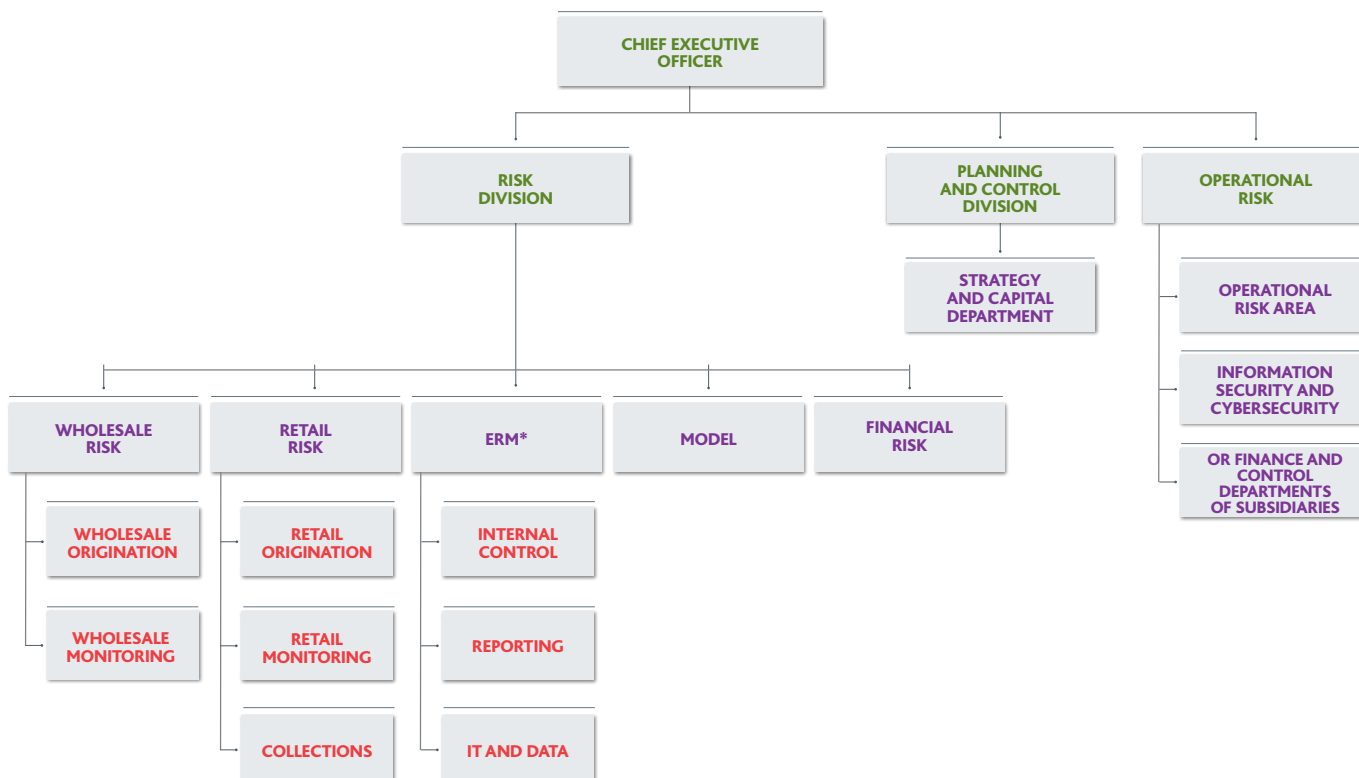 CHIEF EXECUTIVE
OFFICER
RISK
DIVISION
PLANNING
AND CONTROL
DIVISION
OPERATIONAL
RISK
STRATEGY
AND CAPITAL
DEPARTMENT
OPERATIONAL
RISK AREA
INFORMATION
SECURITY AND
CYBERSECURITY
OR FINANCE AND
CONTROL
DEPARTMENTS
OF SUBSIDIARIES
WHOLESALE
RISK
RETAIL
RISK
ERM*
MODEL
FINANCIAL
RISK
WHOLESALE
ORIGINATION
RETAIL
ORIGINATION
INTERNAL
CONTROL
WHOLESALE
MONITORING
RETAIL
MONITORING
REPORTING
COLLECTIONS
IT AND DATA